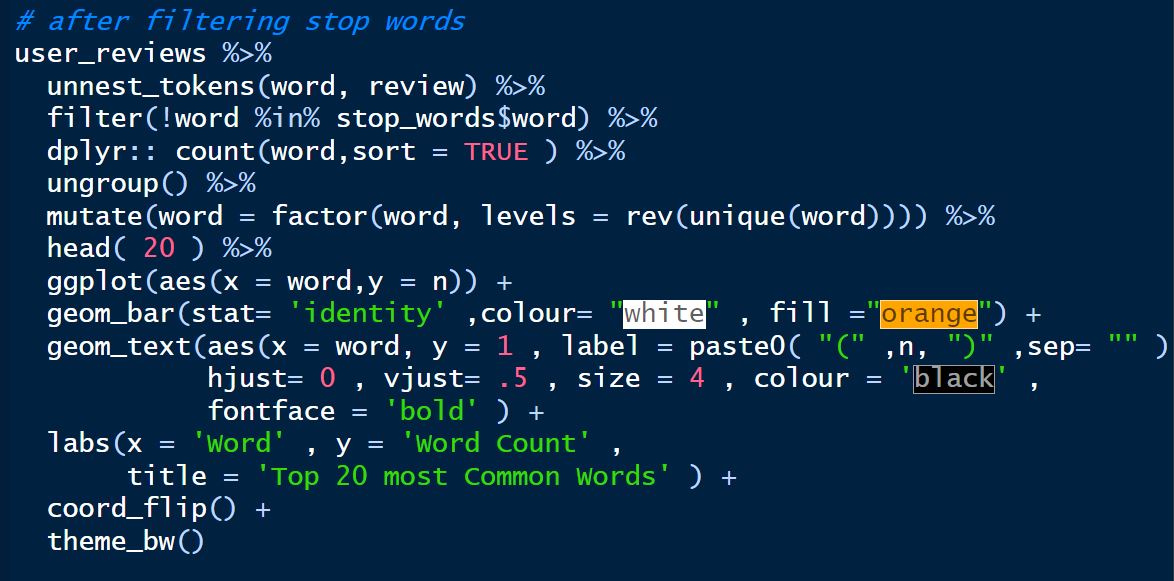 # after filtering stop words
user_reviews %>%
  unnest_tokens(word, review) %>%
  filter(!word %in% stop_words$word) %>%
  dplyr:: count(word,sort = TRUE ) %>%
  ungroup() %>%
  mutate(word = factor(word, levels = rev(unique(word)))) %>%
  head( 20 ) %>%
  ggplot(aes(x = word,y = n)) +
  geom_bar(stat= 'identity' ,colour= "white" , fill ="orange") +
  geom_text(aes(x = word, y = 1 , label = paste0( "(" ,n, ")" ,sep= "" )
            hjust= 0 , vjust= .5 , size = 4 , colour = 'black' ,
            fontface = 'bold' ) +
  labs(x = 'Word' , y = 'Word Count' ,
       title = 'Top 20 most Common Words' ) +
  coord_flip() +
  theme_bw()